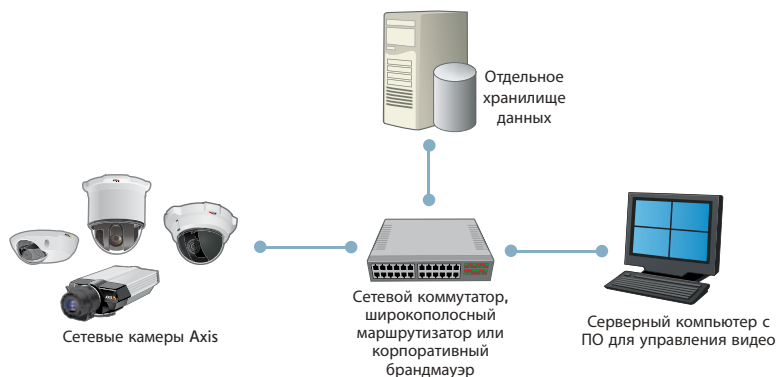 Отдельное
хранилище
данных
Сетевые камеры Axis
Сетевой коммутатор,
широкополосный
маршрутизатор или
корпоративный
брандмауэр
Серверный компьютер с
ПО для управления видео